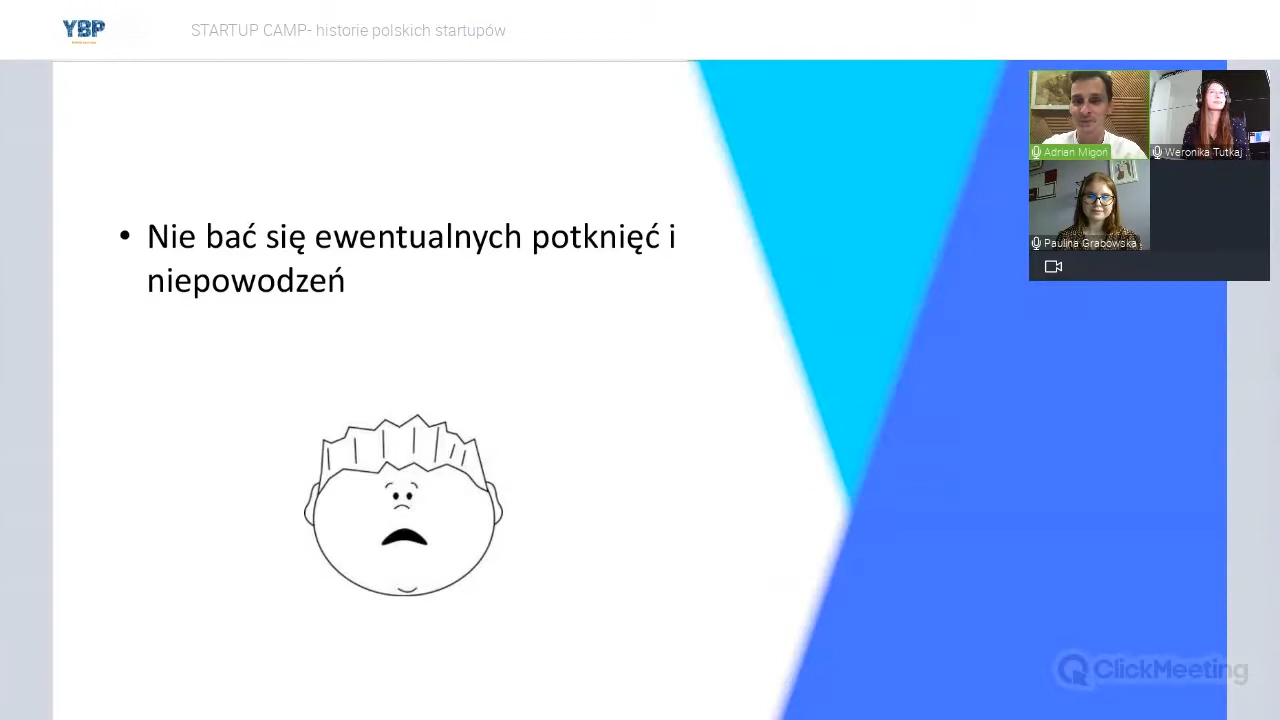 YBP
STARTUP CAMP- historie polskich startupów
Adrian Migoń
Weronika Tutkaj
Paulina Grabowska
• Nie bać się ewentualnych potknięć i
niepowodzeń
ClickMeeting